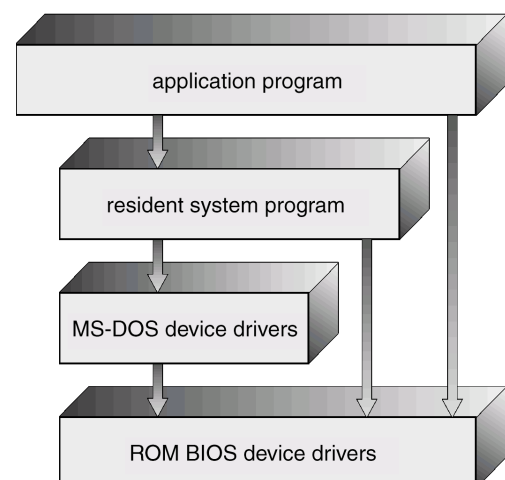 application program
resident system program
MS-DOS device drivers
ROM BIOS device drivers